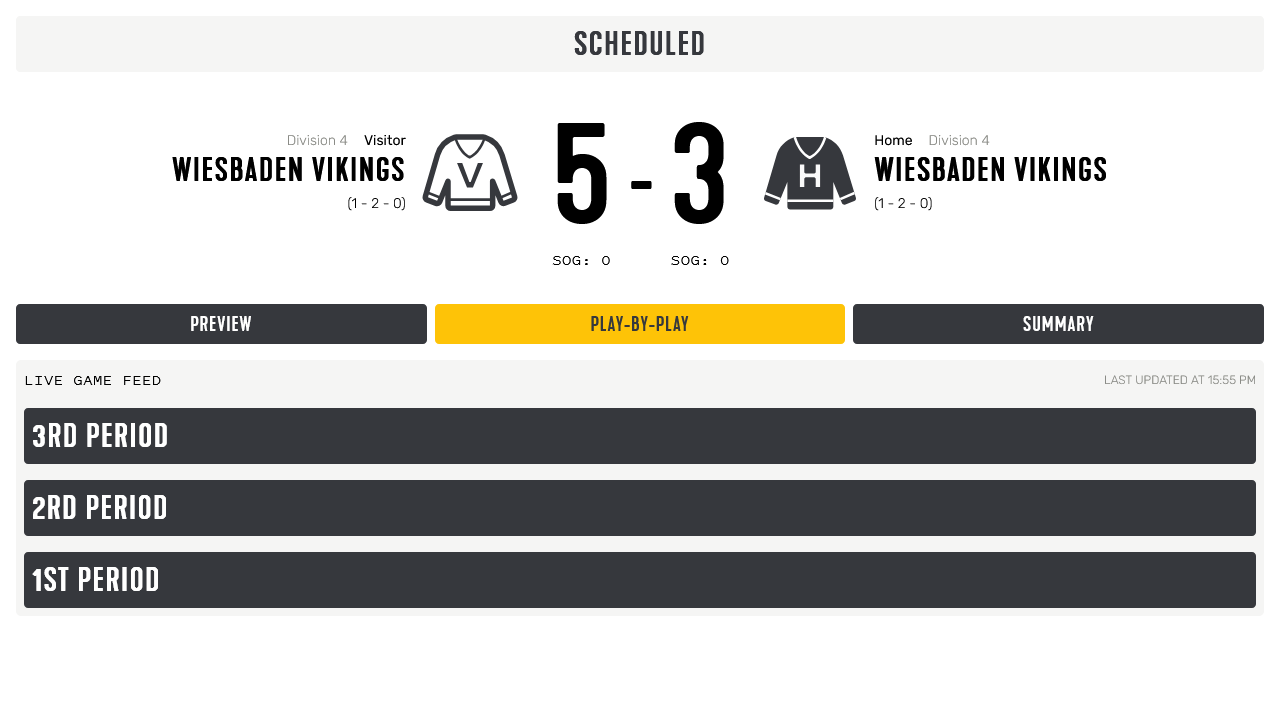 SCHEDULED
Division 4 Visitor
WIESBADEN VIKINGS
(1 - 2 - 0)
V
5 - 3
SOG: 0 SOG: 0
H
Home Division 4
WIESBADEN VIKINGS
(1 - 2 - 0)
PREVIEW
PLAY-BY-PLAY
SUMMARY
LIVE GAME FEED
LAST UPDATED AT 15:55 PM
3RD PERIOD
2RD PERIOD
1ST PERIOD